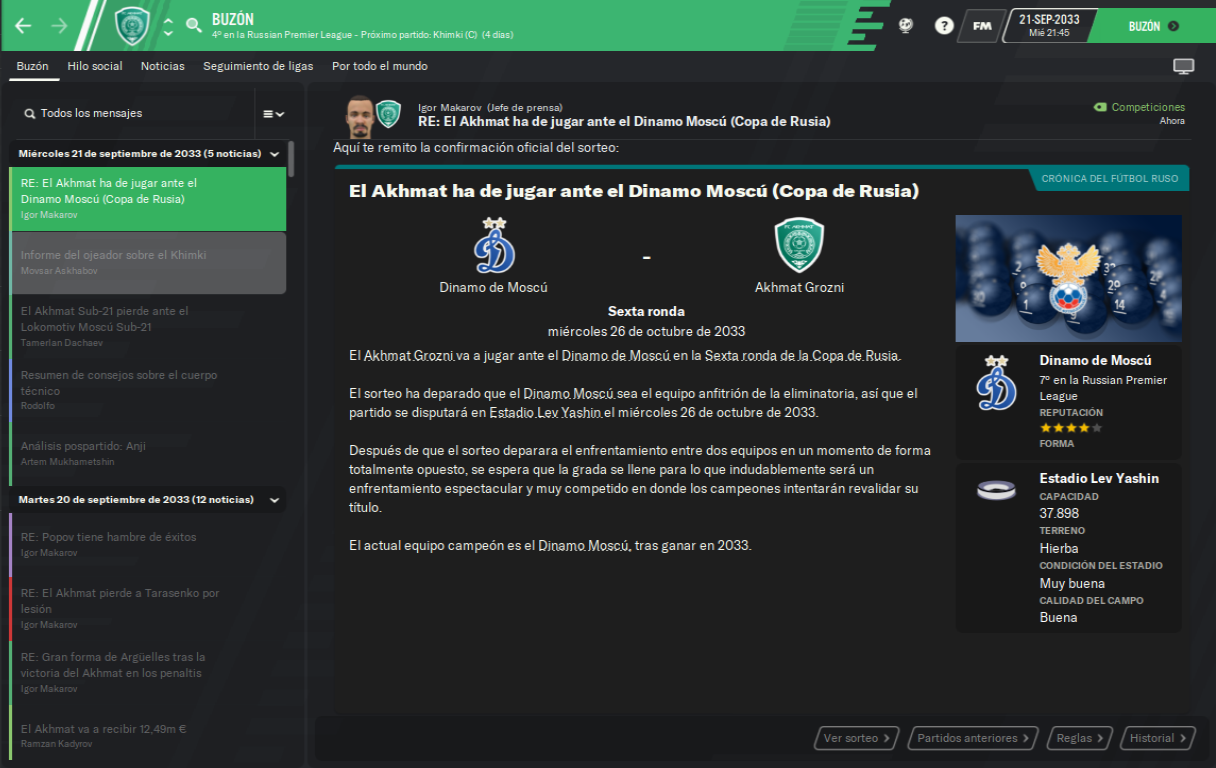 BUZÓN
4º en la Russian Premier League - Próximo partido: Khimki (C) (4 días)
?
FM
21-SEP-2033
Mié 21:45
BUZÓN
Buzón
Hilo social
Noticias
Seguimiento de ligas
Por todo el mundo
Todos los mensajes
Miércoles 21 de septiembre de 2033 (5 noticias)
RE: El Akhmat ha de jugar ante el
Dinamo Moscú (Copa de Rusia)
Igor Makarov
Informe del ojeador sobre el Khimki
Movsar Askhabov
El Akhmat Sub-21 pierde ante el
Lokomotiv Moscú Sub-21
Tamerlan Dachaev
Resumen de consejos sobre el cuerpo
técnico
Rodolfo
Análisis pospartido: Anji
Artem Mukhametshin
Martes 20 de septiembre de 2033 (12 noticias)
RE: Popov tiene hambre de éxitos
Igor Makarov
RE: El Akhmat pierde a Tarasenko por
lesión
Igor Makarov
RE: Gran forma de Argüelles tras la
victoria del Akhmat en los penaltis
Igor Makarov
El Akhmat va a recibir 12,49m €
Ramzan Kadyrov
Igor Makarov (Jefe de prensa)
RE: El Akhmat ha de jugar ante el Dinamo Moscú (Copa de Rusia)
Competiciones
Ahora
Aquí te remito la confirmación oficial del sorteo:
CRÓNICA DEL FÚTBOL RUSO
El Akhmat ha de jugar ante el Dinamo Moscú (Copa de Rusia)
-
Dinamo de Moscú
Akhmat Grozni
Sexta ronda
miércoles 26 de octubre de 2033
El Akhmat Grozni va a jugar ante el Dinamo de Moscú en la Sexta ronda de la Copa de Rusia.
El sorteo ha deparado que el Dinamo Moscú sea el equipo anfitrión de la eliminatoria, así que el
partido se disputará en Estadio Lev Yashin el miércoles 26 de octubre de 2033.
Después de que el sorteo deparara el enfrentamiento entre dos equipos en un momento de forma
totalmente opuesto, se espera que la grada se llene para lo que indudablemente será un
enfrentamiento espectacular y muy competido en donde los campeones intentarán revalidar su
título.
El actual equipo campeón es el Dinamo Moscú, tras ganar en 2033.
Dinamo de Moscú
7º en la Russian Premier
League
REPUTACIÓN
FORMA
Estadio Lev Yashin
CAPACIDAD
37.898
TERRENO
Hierba
CONDICIÓN DEL ESTADIO
Muy buena
CALIDAD DEL CAMPO
Buena
Ver sorteo
Partidos anteriores
Reglas
Historial